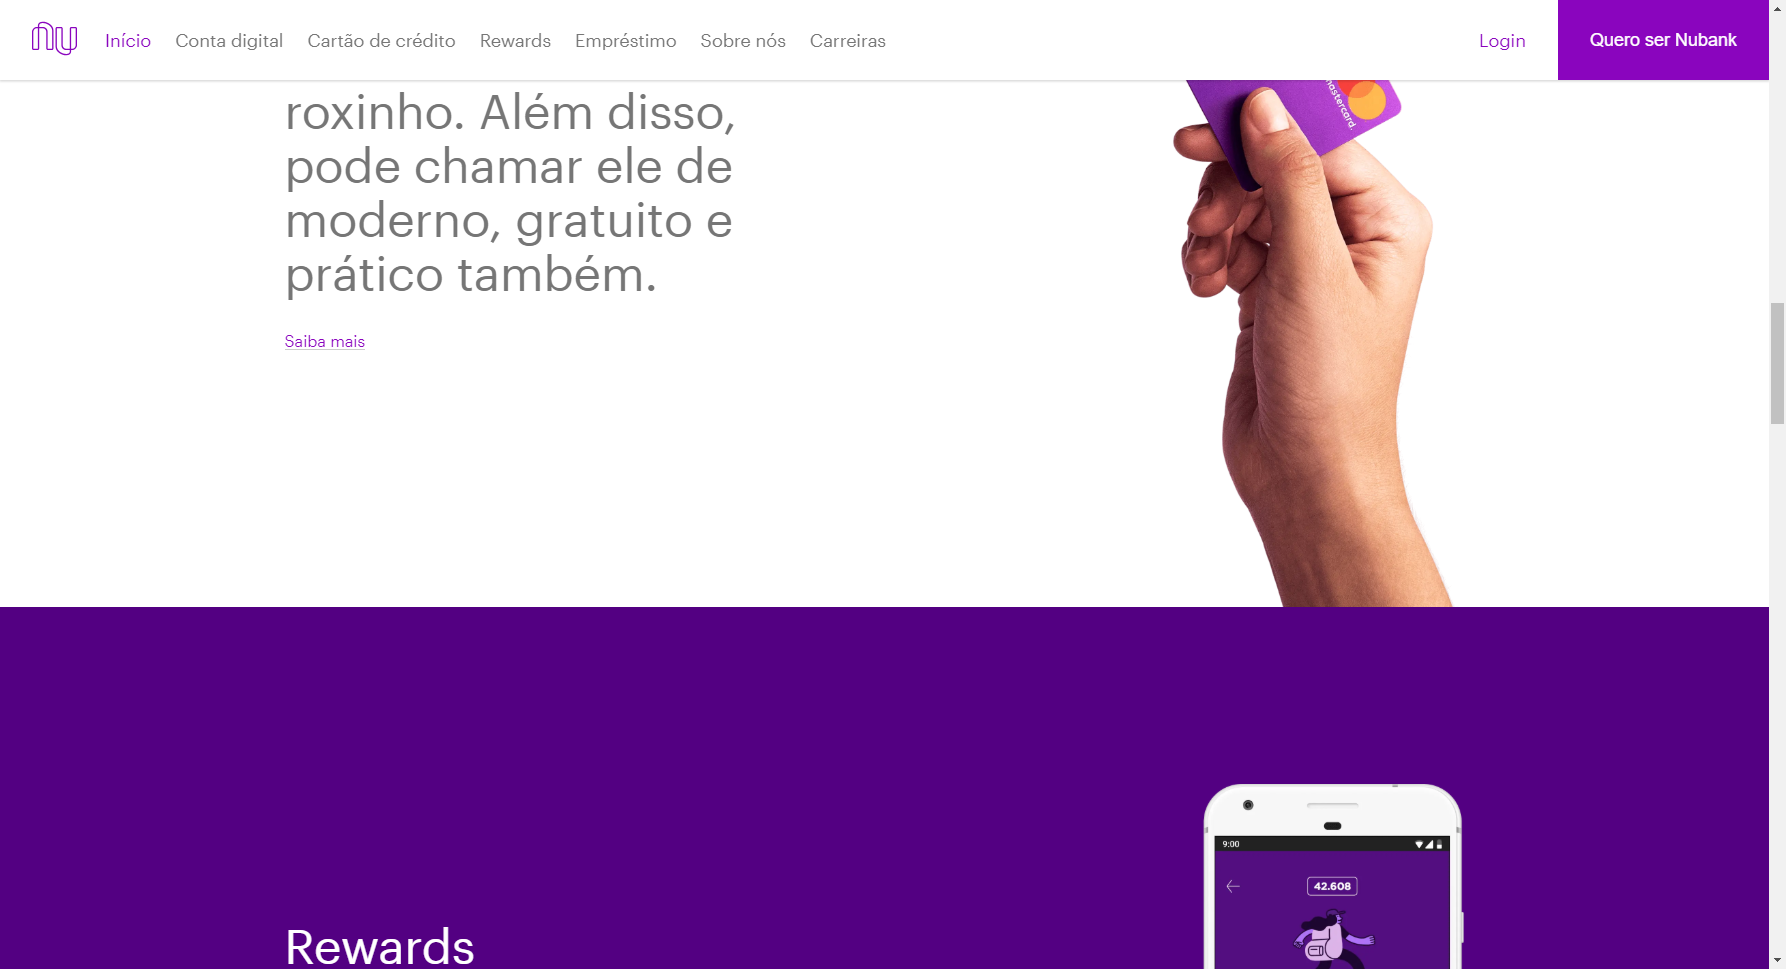 nu
Início Conta digital Cartão de crédito Rewards Empréstimo Sobre nós Carreiras Login Quero ser Nubank
roxinho. Além disso,
pode chamar ele de
moderno, gratuito e
prático também.
Saiba mais
mastercard.
9:00
42.608
Rewards